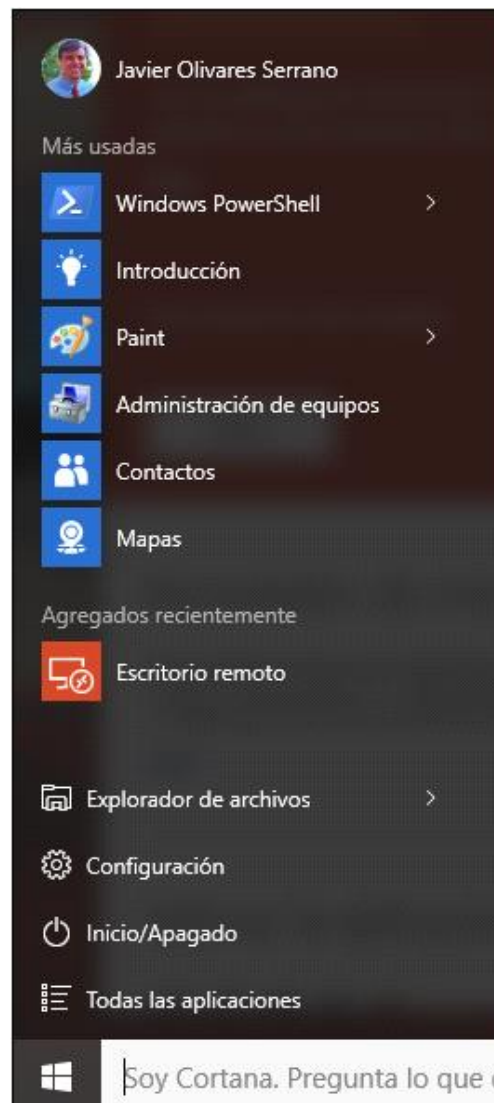 Javier Olivares Serrano
Más usadas
Windows PowerShell
Introducción
Paint
Administración de equipos
Contactos
Mapas
Agregados recientemente
Escritorio remoto
Explorador de archivos
Configuración
Inicio/Apagado
Todas las aplicaciones
Soy Cortana. Pregunta lo que